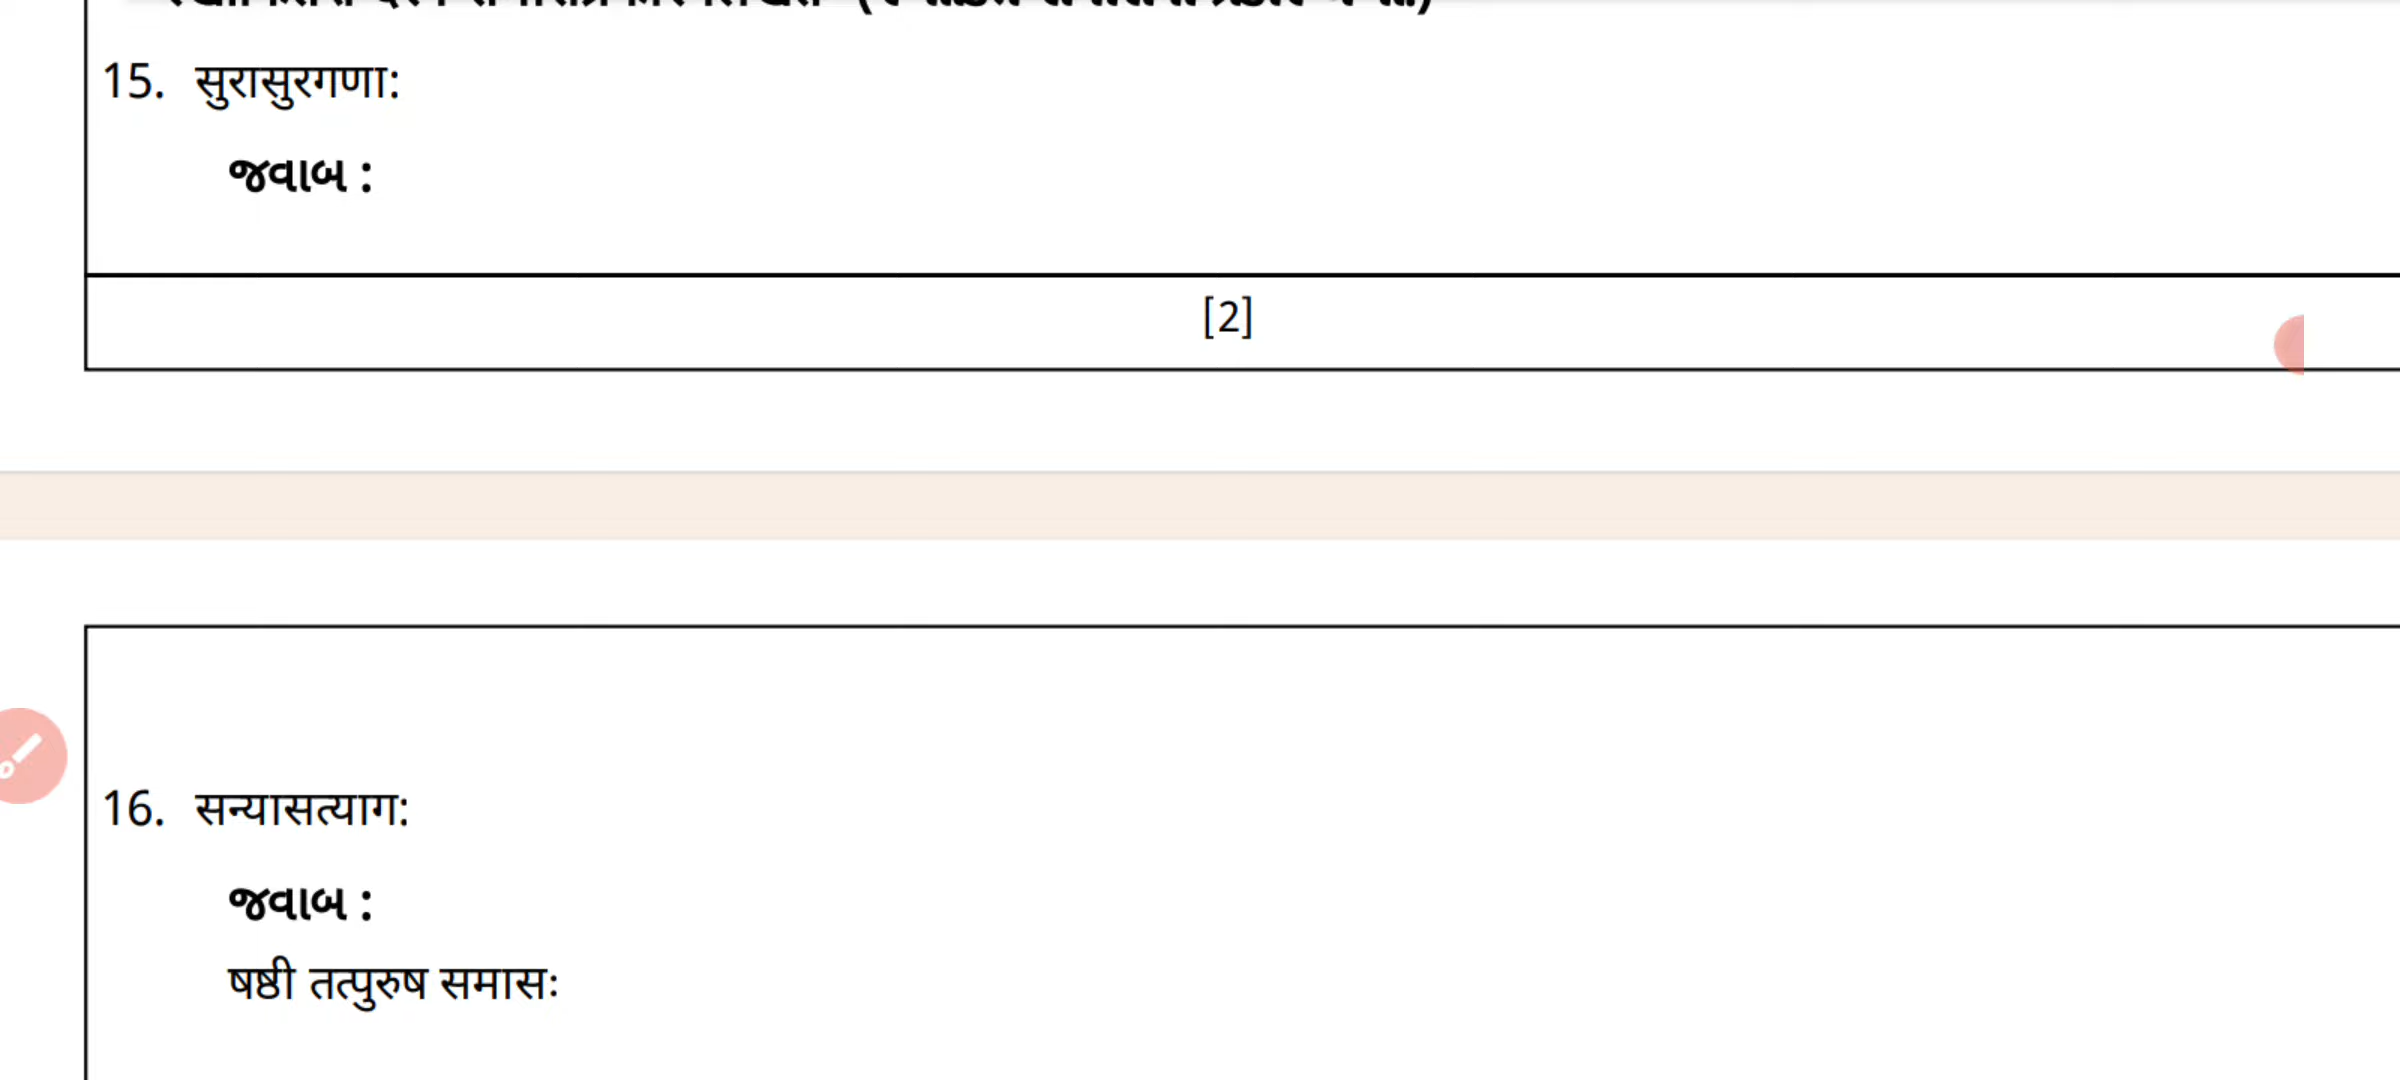 15. सुरासुरगणा:
જવાબ :
[2]
16. सन्यासत्याग:
જવાબ :
षष्ठी तत्पुरुष समासः